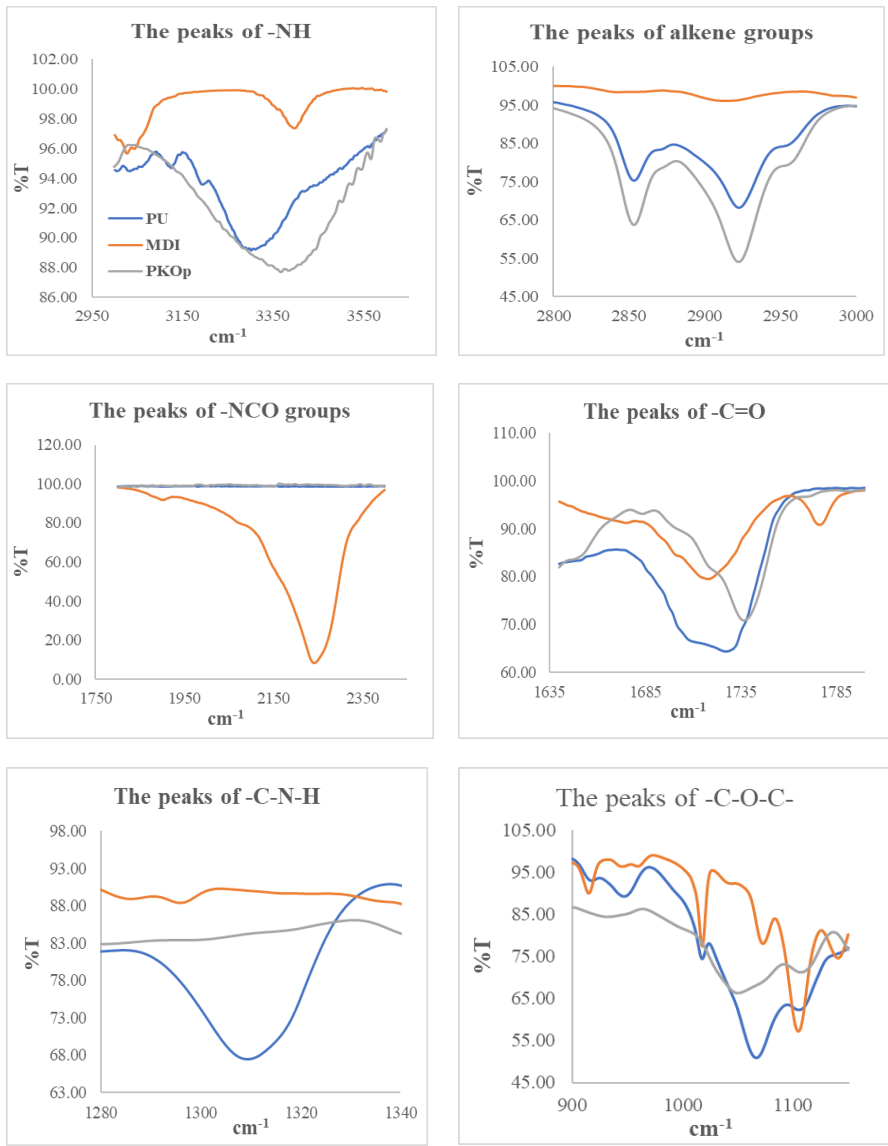 The peaks of -NH
102.00
100.00
98.00
96.00
94.00
92.00
90.00
88.00
86.00
%T
PU
MDI
PKOp
2950 3150 3350 3550
cm-1
The peaks of alkene groups
105.00
95.00
85.00
75.00
65.00
55.00
45.00
%T
2800 2850 2900 2950 3000
cm-1
The peaks of -NCO groups
120.00
100.00
80.00
60.00
40.00
20.00
0.00
%T
1750 1950 2150 2350
cm-1
The peaks of -C=O
110.00
100.00
90.00
80.00
70.00
60.00
%T
1635 1685 1735 1785
cm-1
The peaks of -C-N-H
98.00
93.00
88.00
83.00
78.00
73.00
68.00
63.00
%T
1280 1300 1320 1340
cm-1
The peaks of -C-O-C-
105.00
95.00
85.00
75.00
65.00
55.00
45.00
%T
900 1000 1100
cm-1